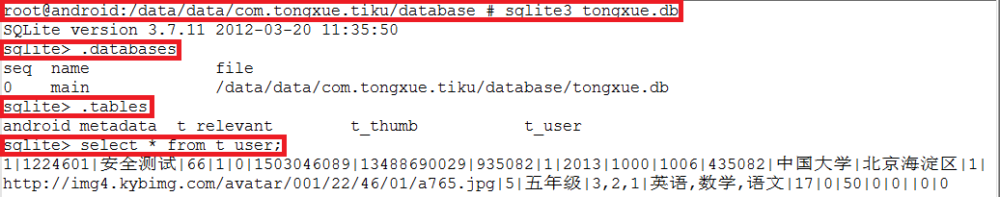 root@android:/data/data/com.tongxue.tiku/database # sqlite3 tongxue.db
SQLite version 3.7.11 2012-03-20 11:35:50
sqlite> .databases
seq  name             file
0    main             /data/data/com.tongxue.tiku/database/tongxue.db
sqlite> .tables
android_metadata  t_relevant        t_thumb           t_user
sqlite> select * from t_user;
1|1224601|安全测试|66|1|0|1503046089|13488690029|935082|1|2013|1000|1006|435082|中国大学|北京海淀区|1|
http://img4.kybimg.com/avatar/001/22/46/01/a765.jpg|5|五年级|3,2,1|英语,数学,语文|17|0|50|0|0||0|0